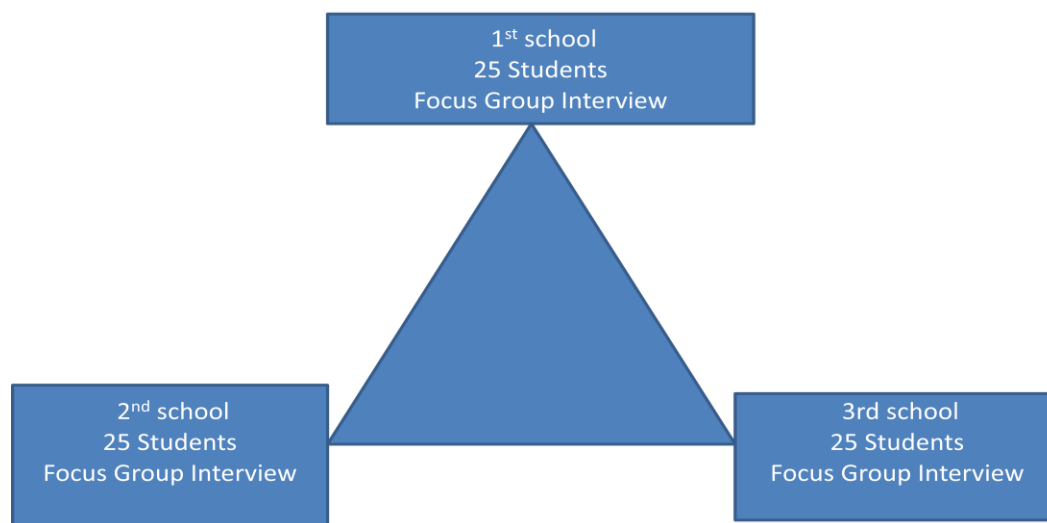 1st school
25 Students
Focus Group Interview
2nd school
25 Students
Focus Group Interview
3rd school
25 Students
Focus Group Interview